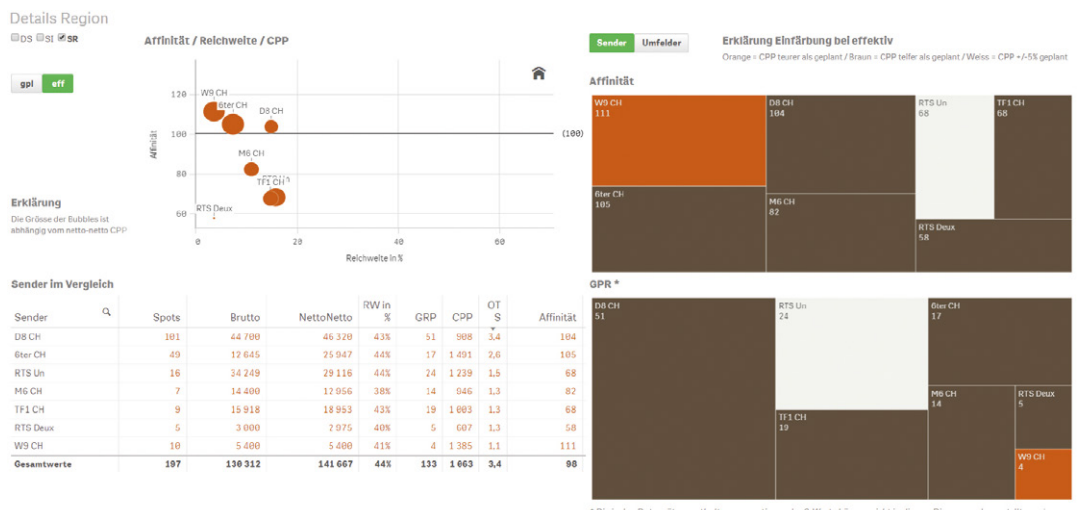 Details Region
DS SI SR
Affinität / Reichweite / CPP
gpl eff
Erklärung
Die Grösse der Bubbles ist
abhängig vom netto-netto CPP
Affinität
120
100
80
60
(100)
W9 CH
6ter CH
D8 CH
M6 CH
TF1 CH
RTS Deux
0 20 40 60
Reichweite in %
Sender Umfelder
Erklärung Einfärbung bei effektiv
Orange = CPP teurer als geplant / Braun = CPP teifer als geplant / Weiss = CPP +/-5% geplant
Affinität
W9 CH
111
6ter CH
105
D8 CH
104
M6 CH
82
RTS Un
68
TF1 CH
68
RTS Deux
58
GPR *
D8 CH
51
RTS Un
24
TF1 CH
19
6ter CH
17
M6 CH
14
RTS Deux
5
W9 CH
4
Sender im Vergleich
Sender Spots Brutto NettoNetto RW in % GRP CPP OTS Affinität
D8 CH 101 44 700 46 320 43% 51 908 3,4 104
6ter CH 49 12 645 25 947 44% 17 1 491 2,6 105
RTS Un 16 34 249 29 116 44% 24 1 239 1,5 68
M6 CH 7 14 400 12 956 38% 14 946 1,3 82
TF1 CH 9 15 918 18 953 43% 19 1 003 1,3 68
RTS Deux 5 3 000 2 975 40% 5 607 1,3 58
W9 CH 10 5 400 5 400 41% 4 1 385 1,1 111
Gesamtwerte 197 130 312 141 667 44% 133 1 063 3,4 98